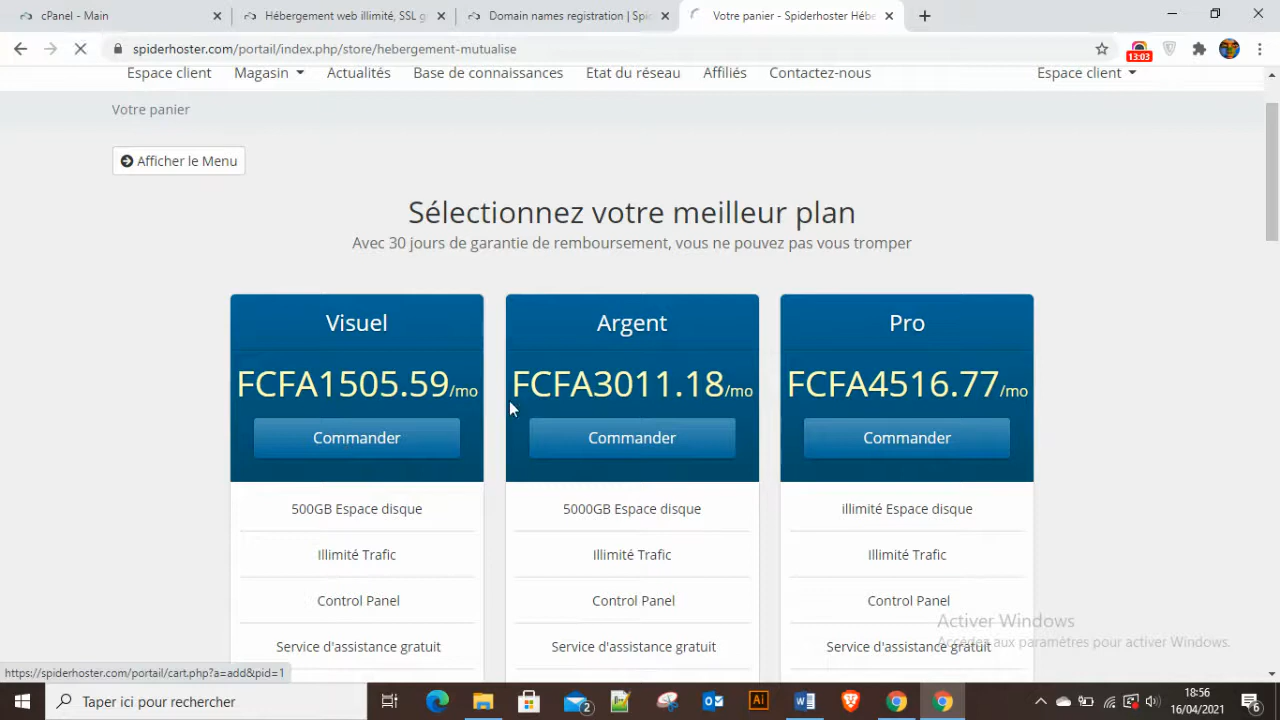 cPanel - Main
Hébergement web illimité, SSL g
Domain names registration | Spi
Votre panier - Spiderhoster Héb
spiderhoster.com/portail/index.php/store/hebergement-mutualise
13:03
Espace client
Magasin
Actualités
Base de connaissances
Etat du réseau
Affiliés
Contactez-nous
Espace client
Votre panier
Afficher le Menu
Sélectionnez votre meilleur plan
Avec 30 jours de garantie de remboursement, vous ne pouvez pas vous tromper
Visuel
FCFA1505.59/mo
Commander
500GB Espace disque
Illimité Trafic
Control Panel
Service d'assistance gratuit
Argent
FCFA3011.18/mo
Commander
5000GB Espace disque
Illimité Trafic
Control Panel
Service d'assistance gratuit
Pro
FCFA4516.77/mo
Commander
illimité Espace disque
Illimité Trafic
Control Panel
Service d'assistance gratuit
Activer Windows
Accédez aux paramètres pour activer Windows.
https://spiderhoster.com/portail/cart.php?a=add&pid=1
Taper ici pour rechercher
2
Ai
18:56
16/04/2021
6